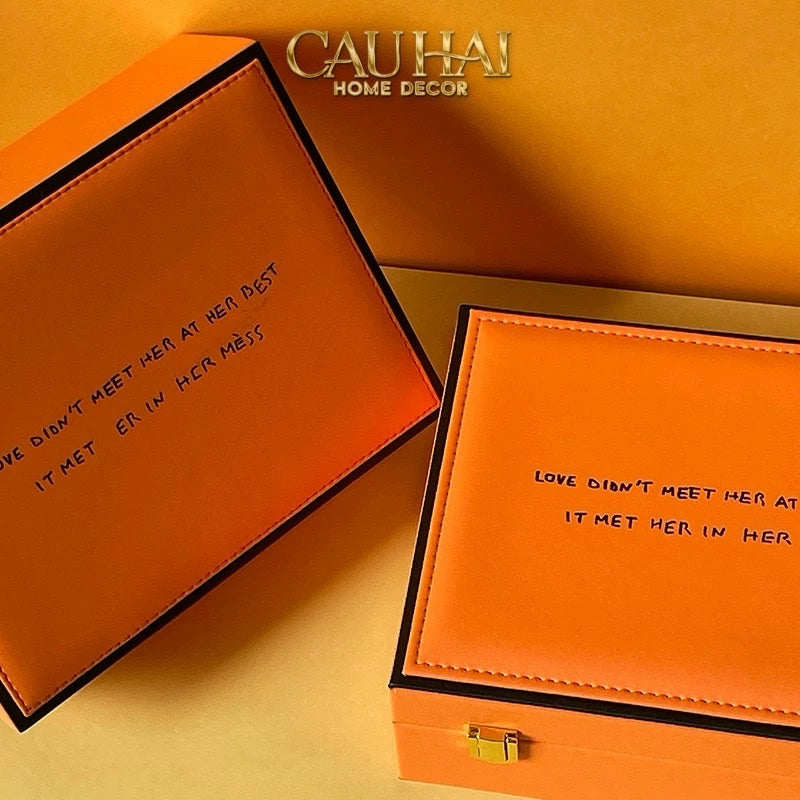 CAU HAI
HOME DECOR
LOVE DIDN'T MEET HER AT HER BEST
IT MET ER IN HER MÈSS
LOVE DIDN'T MEET HER AT
IT MET HER IN HER